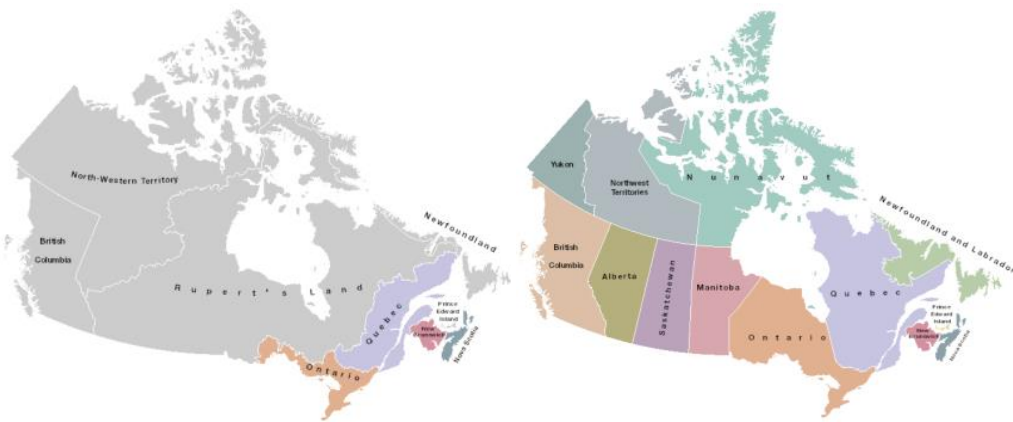 North-Western Territory
British
Columbia
Rupert's Land
Newfoundland
Quebec
Prince
Edward
Island
New
Brunswick
Nova Scotia
Ontario
Yukon
Northwest
Territories
Nunavut
British
Columbia
Alberta
Saskatchewan
Manitoba
Ontario
Quebec
Newfoundland and Labrador
Prince
Edward
Island
New
Brunswick
Nova Scotia